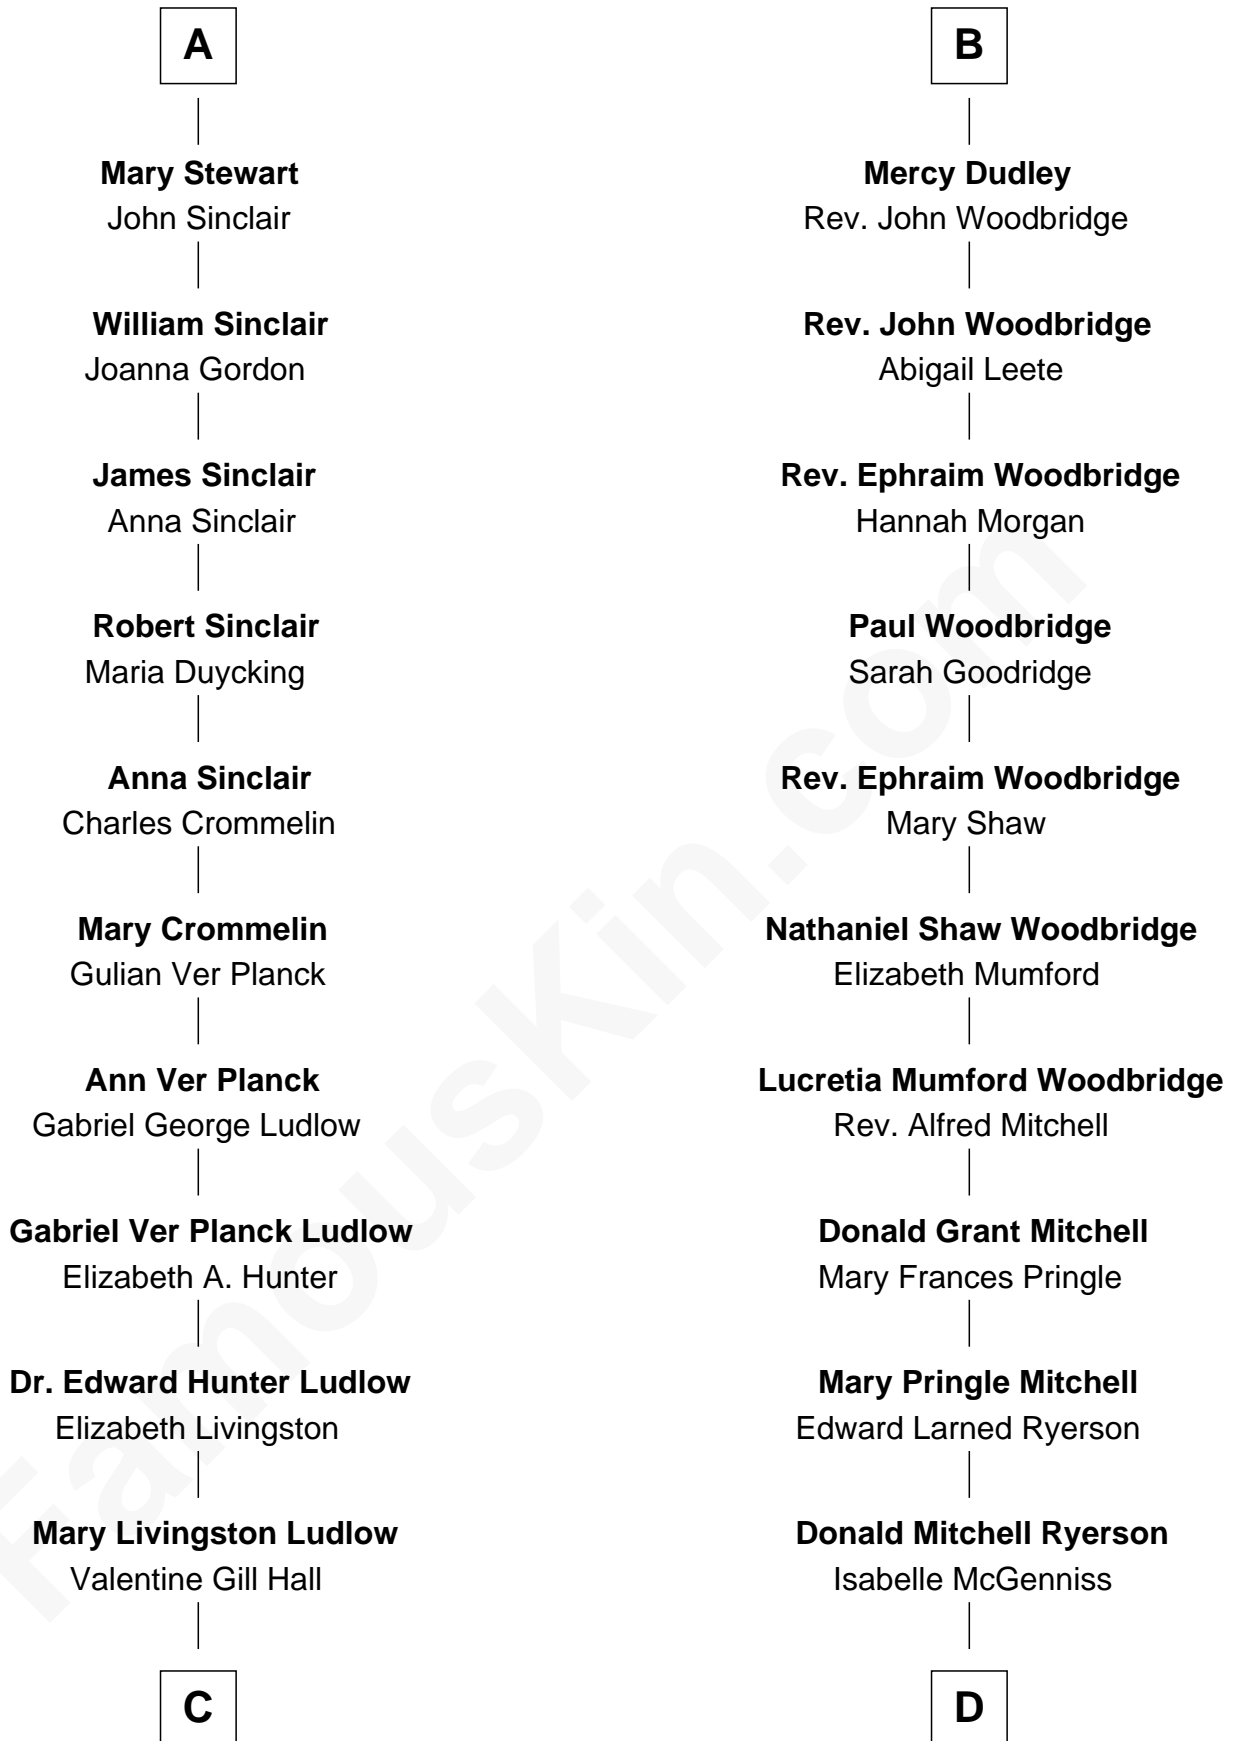 A
Mary Stewart
John Sinclair
William Sinclair
Joanna Gordon
James Sinclair
Anna Sinclair
Robert Sinclair
Maria Duycking
Anna Sinclair
Charles Crommelin
Mary Crommelin
Gulian Ver Planck
Ann Ver Planck
Gabriel George Ludlow
Gabriel Ver Planck Ludlow
Elizabeth A. Hunter
Dr. Edward Hunter Ludlow
Elizabeth Livingston
Mary Livingston Ludlow
Valentine Gill Hall
C
B
Mercy Dudley
Rev. John Woodbridge
Rev. John Woodbridge
Abigail Leete
Rev. Ephraim Woodbridge
Hannah Morgan
Paul Woodbridge
Sarah Goodridge
Rev. Ephraim Woodbridge
Mary Shaw
Nathaniel Shaw Woodbridge
Elizabeth Mumford
Lucretia Mumford Woodbridge
Rev. Alfred Mitchell
Donald Grant Mitchell
Mary Frances Pringle
Mary Pringle Mitchell
Edward Larned Ryerson
Donald Mitchell Ryerson
Isabelle McGenniss
D
FamousKin.com